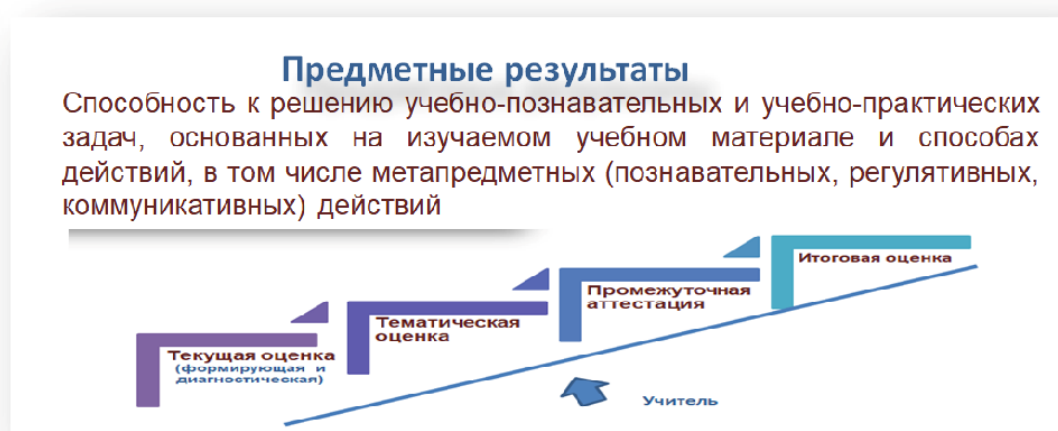 Предметные результаты
Способность к решению учебно-познавательных и учебно-практических
задач, основанных на изучаемом учебном материале и способах
действий, в том числе метапредметных (познавательных, регулятивных,
коммуникативных) действий
Итоговая оценка
Промежуточная
аттестация
Тематическая
оценка
Текущая оценка
(формирующая и
диагностическая)
Учитель